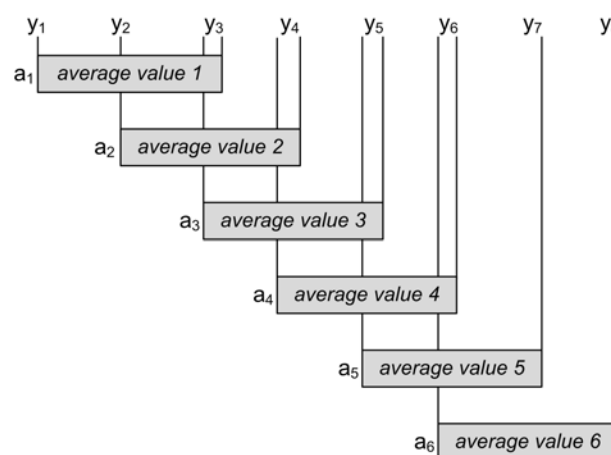 y₁ y₂ y₃ y₄ y₅ y₆ y₇ y
a₁ average value 1
a₂ average value 2
a₃ average value 3
a₄ average value 4
a₅ average value 5
a₆ average value 6